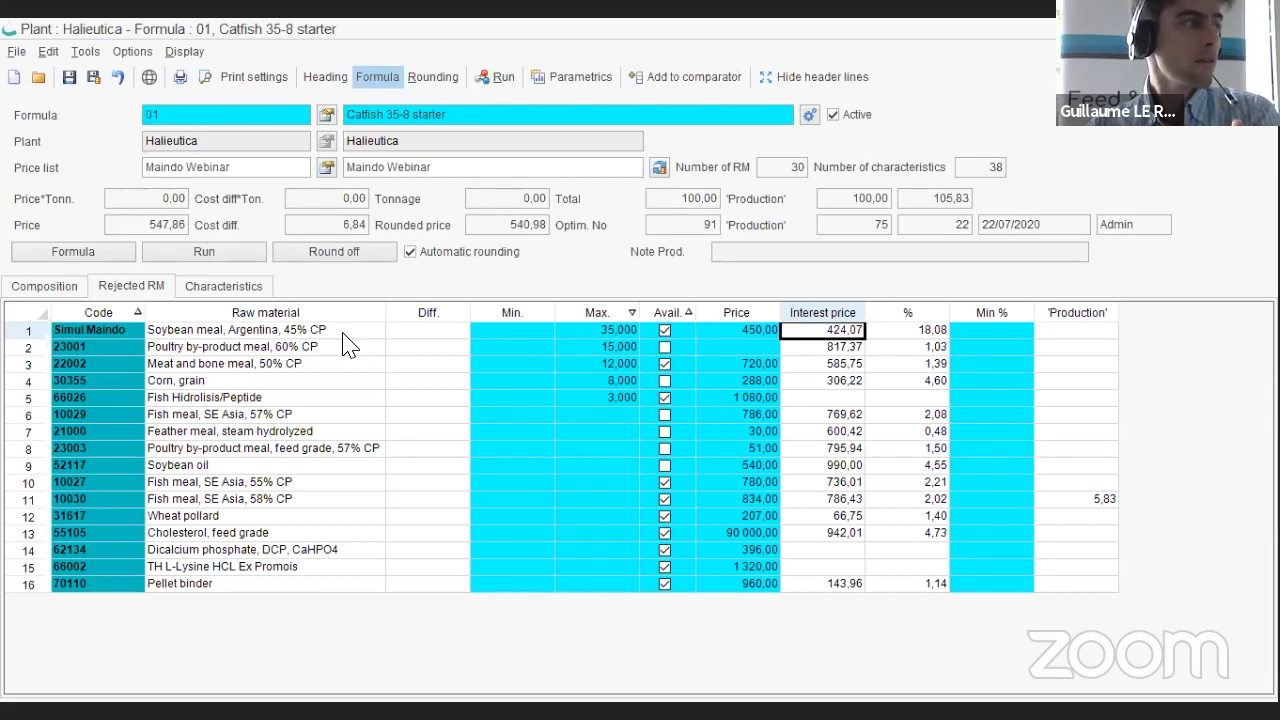 Plant : Halieutica - Formula : 01, Catfish 35-8 starter
File Edit Tools Options Display
Print settings Heading Formula Rounding Run Parametrics Add to comparator Hide header lines
Guillaume LE R...
Formula 01 Catfish 35-8 starter Active
Plant Halieutica Halieutica
Price list Maindo Webinar Maindo Webinar Number of RM 30 Number of characteristics 38
Price*Tonn. 0,00 Cost diff*Ton. 0,00 Tonnage 0,00 Total 100,00 'Production' 100,00 105,83
Price 547,86 Cost diff. 6,84 Rounded price 540,98 Optim. No 91 'Production' 75 22 22/07/2020 Admin
Formula Run Round off Automatic rounding Note Prod.
Composition Rejected RM Characteristics
Code Raw material Diff. Min. Max. Avail. Price Interest price % Min % 'Production'
1 Simul Maindo Soybean meal, Argentina, 45% CP 35,000 450,00 424,07 18,08
2 23001 Poultry by-product meal, 60% CP 15,000 817,37 1,03
3 22002 Meat and bone meal, 50% CP 12,000 720,00 585,75 1,39
4 30355 Corn, grain 8,000 288,00 306,22 4,60
5 66026 Fish Hidrolisis/Peptide 3,000 1 080,00
6 10029 Fish meal, SE Asia, 57% CP 786,00 769,62 2,08
7 21000 Feather meal, steam hydrolyzed 30,00 600,42 0,48
8 23003 Poultry by-product meal, feed grade, 57% CP 51,00 795,94 1,50
9 52117 Soybean oil 540,00 990,00 4,55
10 10027 Fish meal, SE Asia, 55% CP 780,00 736,01 2,21
11 10030 Fish meal, SE Asia, 58% CP 834,00 786,43 2,02 5,83
12 31617 Wheat pollard 207,00 66,75 1,40
13 55105 Cholesterol, feed grade 90 000,00 942,01 4,73
14 62134 Dicalcium phosphate, DCP, CaHPO4 396,00
15 66002 TH L-Lysine HCL Ex Promois 1 320,00
16 70110 Pellet binder 960,00 143,96 1,14
zoom